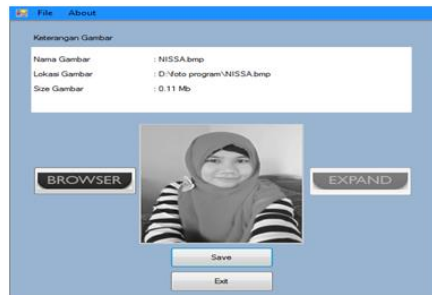 File About
Keterangan Gambar
Nama Gambar : NISSA.bmp
Lokasi Gambar : D:\foto program\NISSA.bmp
Size Gambar : 0.11 Mb
BROWSER
EXPAND
Save
Exit